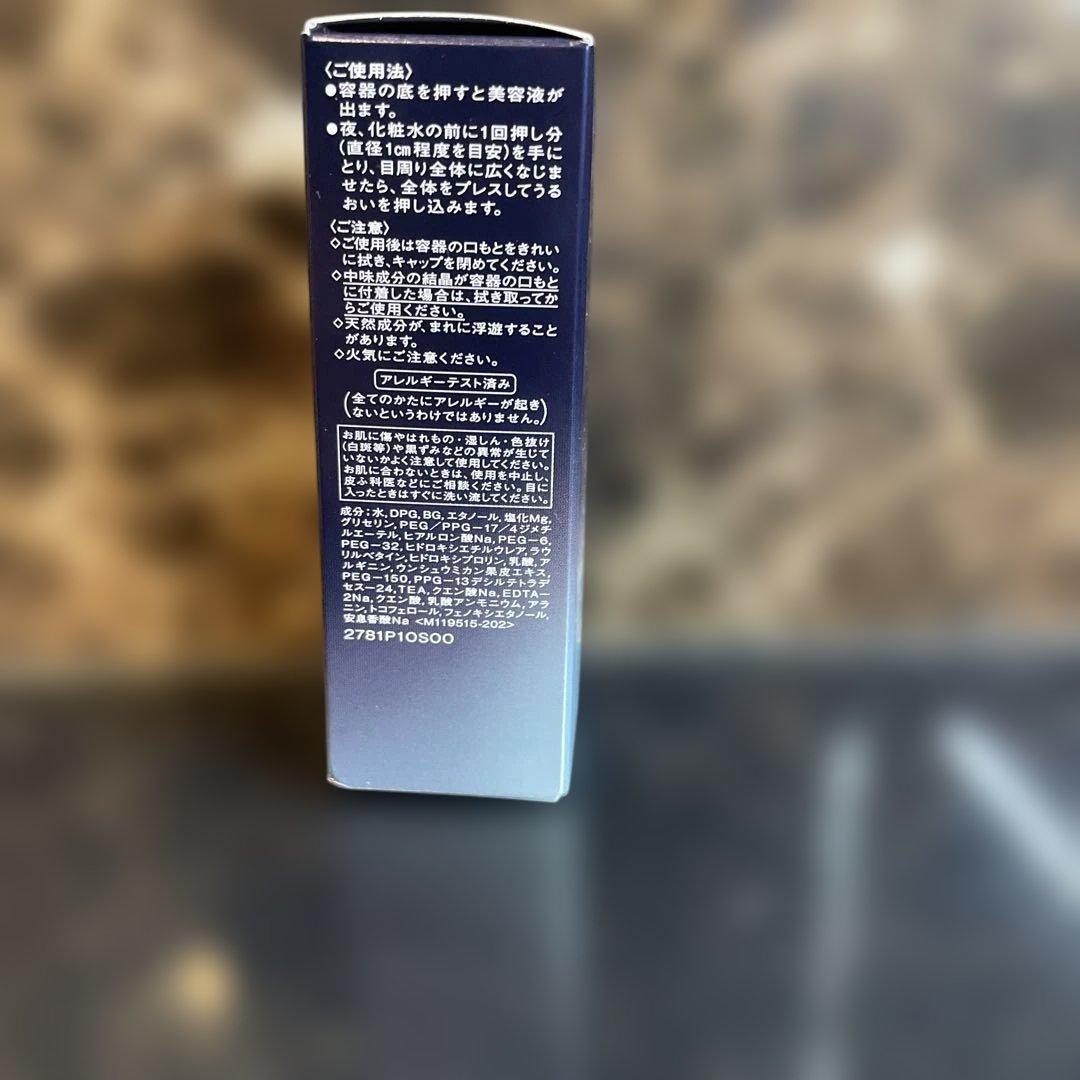 〈ご使用法〉
●容器の底を押すと美容液が
出ます。
●夜、化粧水の前に1回押し分
(直径1cm程度を目安)を手に
とり、目周り全体に広くなじま
せたら、全体をプレスしてうる
おいを押し込みます。
〈ご注意〉
◇ご使用後は容器の口もとをきれい
に拭き、キャップを閉めてください。
◇中味成分の結晶が容器の口もと
に付着した場合は、拭き取ってか
らご使用ください。
◇天然成分が、まれに浮遊すること
があります。
◇火気にご注意ください。
アレルギーテスト済み
(全てのかたにアレルギーが起き
ないというわけではありません。)
お肌に傷やはれもの・湿しん・色抜け
(白斑等)や黒ずみなどの異常が生じて
いないかよく注意して使用してください。
お肌に合わないときは、使用を中止し、
皮ふ科医などにご相談ください。目に
入ったときはすぐに洗い流してください。
成分:水,DPG,BG,エタノール,塩化Mg,
グリセリン,PEG/PPG-17/4ジメチ
ルエーテル,ヒアルロン酸Na,PEG-6,
PEG-32,ヒドロキシエチルウレア,ラウ
リルベタイン,ヒドロキシプロリン,乳酸,ア
ルギニン,ウンシュウミカン果皮エキス,
PEG-150,PPG-13デシルテトラデ
セス-24,TEA,クエン酸Na,EDTA-
2Na,クエン酸,乳酸アンモニウム,アラ
ニン,トコフェロール,フェノキシエタノール,
安息香酸Na <M119515-202>
2781P10S00